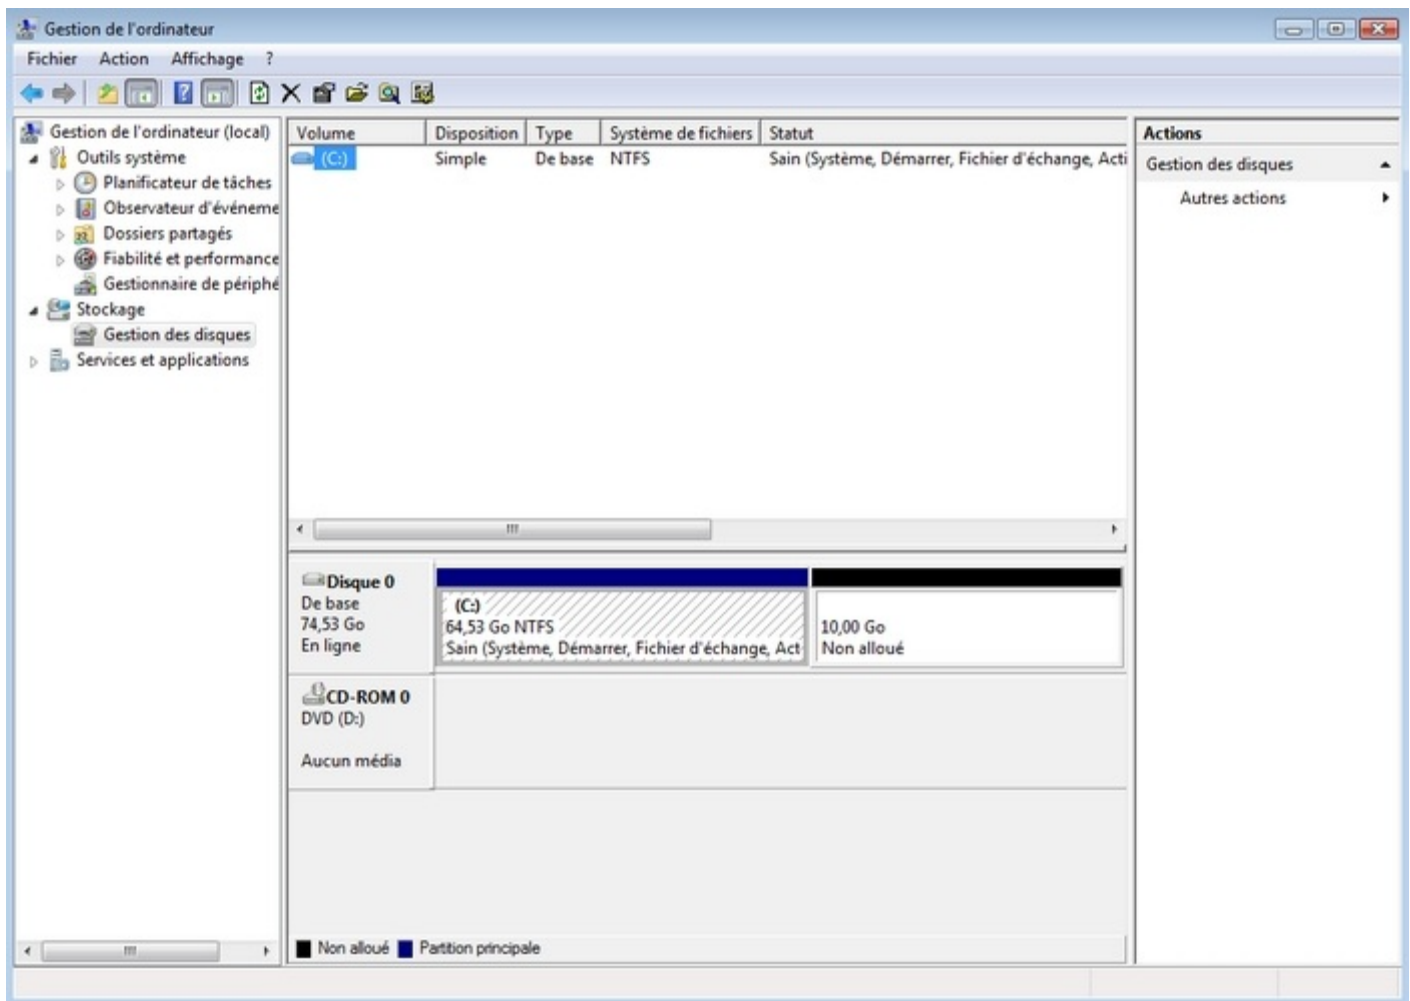 Gestion de l'ordinateur
Fichier Action Affichage ?
Gestion de l'ordinateur (local)
Outils système
Planificateur de tâches
Observateur d'événeme
Dossiers partagés
Fiabilité et performance
Gestionnaire de périphé
Stockage
Gestion des disques
Services et applications
Volume Disposition Type Système de fichiers Statut
(C:) Simple De base NTFS Sain (Système, Démarrer, Fichier d'échange, Acti
Actions
Gestion des disques
Autres actions
Disque 0
De base
74,53 Go
En ligne
(C:)
64,53 Go NTFS
Sain (Système, Démarrer, Fichier d'échange, Act
10,00 Go
Non alloué
CD-ROM 0
DVD (D:)
Aucun média
Non alloué Partition principale